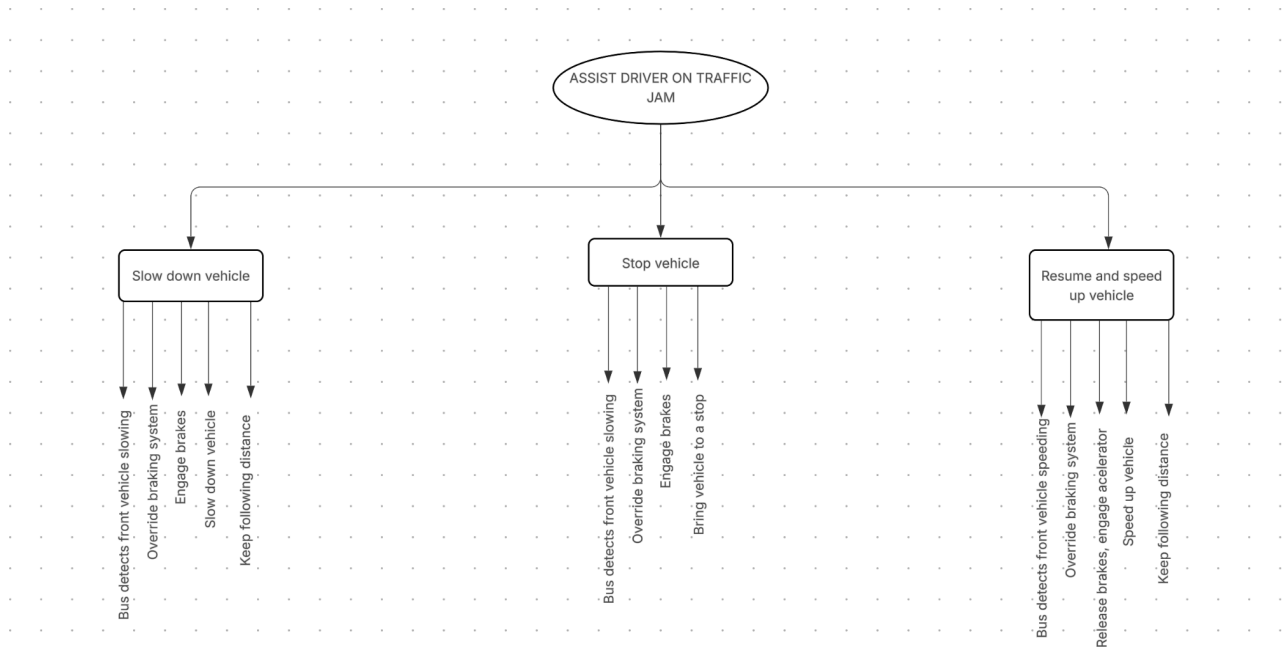 ASSIST DRIVER ON TRAFFIC
JAM
Slow down vehicle
Stop vehicle
Resume and speed
up vehicle
Bus detects front vehicle slowing
Override braking system
Engage brakes
Slow down vehicle
Keep following distance
Bus detects front vehicle slowing
Override braking system
Engage brakes
Bring vehicle to a stop
Bus detects front vehicle speeding
Override braking system
Release brakes, engage acelerator
Speed up vehicle
Keep following distance